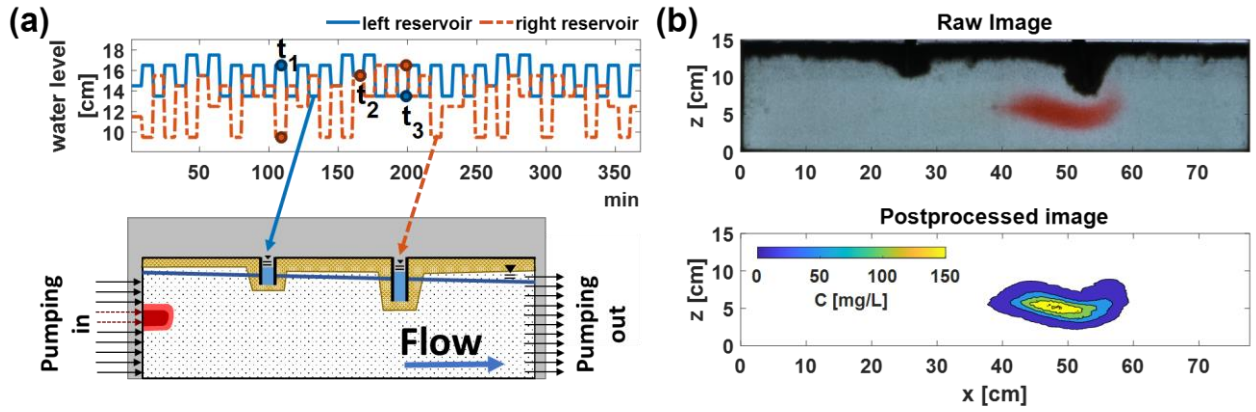 (a)
left reservoir right reservoir
water level
[cm]
18
16
14
12
10
t1
t2
t3
50 100 150 200 250 300 350
min
Pumping
in
Flow
Pumping
out
(b)
Raw Image
z [cm]
15
10
5
0
0 10 20 30 40 50 60 70
Postprocessed image
z [cm]
15
10
5
0
0 50 100 150
C [mg/L]
0 10 20 30 40 50 60 70
x [cm]